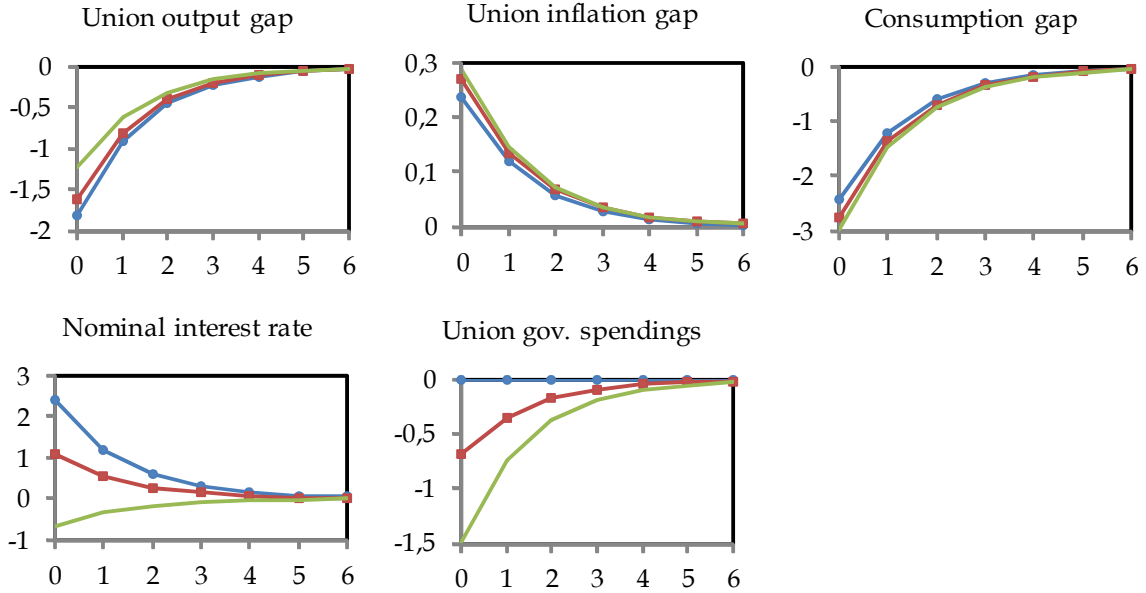 Union output gap
Union inflation gap
Consumption gap
0
-0,5
-1
-1,5
-2
0 1 2 3 4 5 6
0,3
0,2
0,1
0
0 1 2 3 4 5 6
0
-1
-2
-3
0 1 2 3 4 5 6
Nominal interest rate
Union gov. spendings
3
2
1
0
-1
0 1 2 3 4 5 6
0
-0,5
-1
-1,5
0 1 2 3 4 5 6